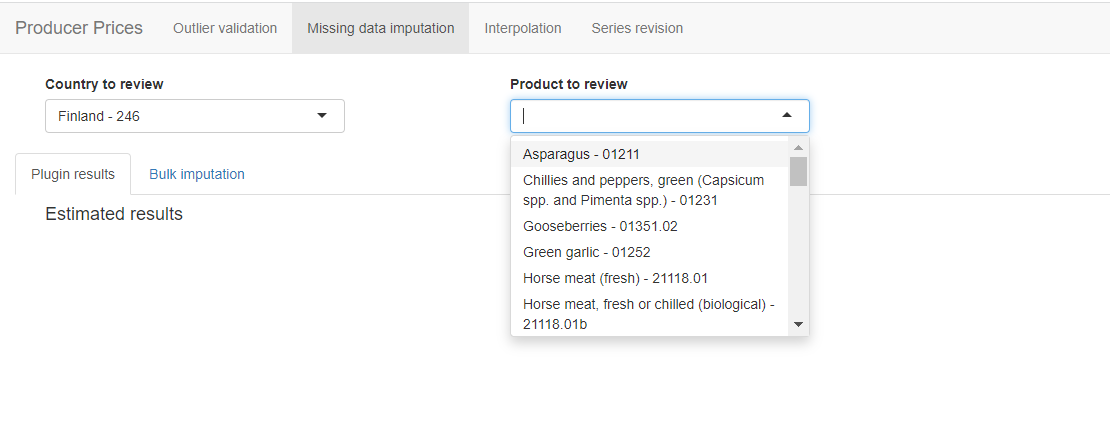 Producer Prices Outlier validation Missing data imputation Interpolation Series revision
Country to review Product to review
Finland - 246
Asparagus - 01211
Chillies and peppers, green (Capsicum
spp. and Pimenta spp.) - 01231
Gooseberries - 01351.02
Green garlic - 01252
Horse meat (fresh) - 21118.01
Horse meat, fresh or chilled (biological) -
21118.01b
Plugin results Bulk imputation
Estimated results